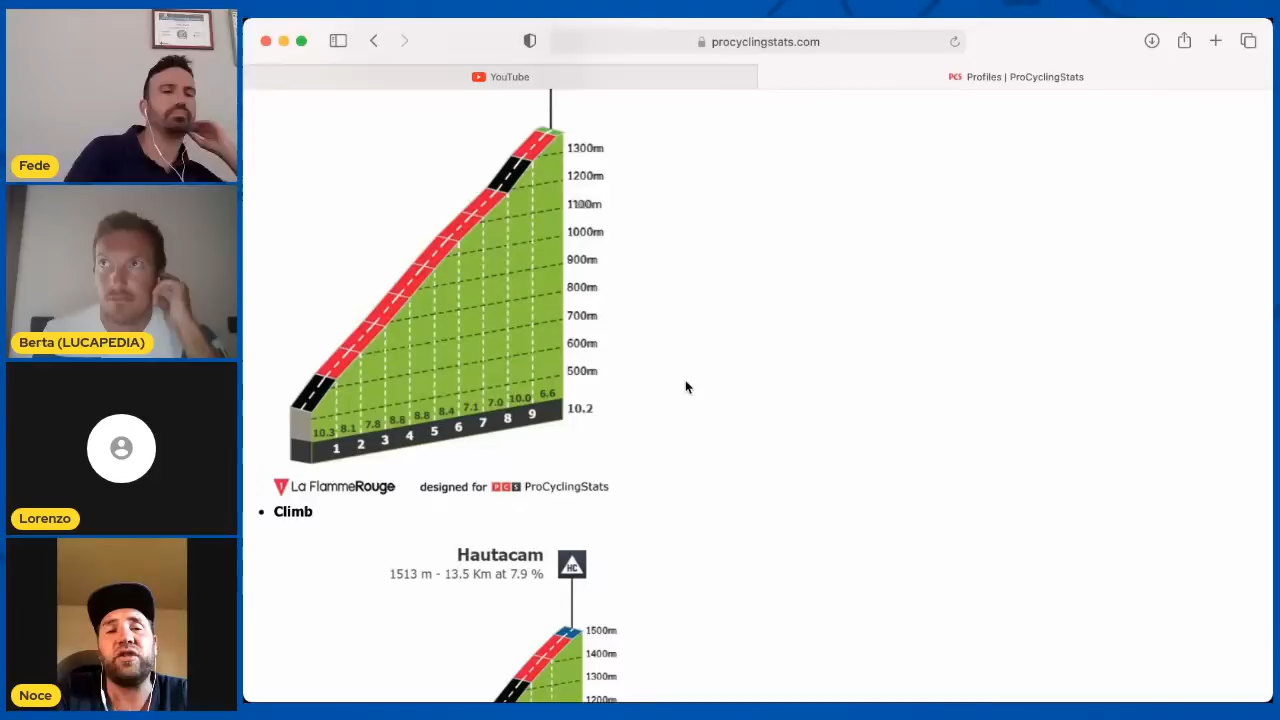 Fede
Berta (LUCAPEDIA)
Lorenzo
Noce
procyclingstats.com
YouTube
PCS Profiles | ProCyclingStats
1300m
1200m
1100m
1000m
900m
800m
700m
600m
500m
10.2
10.3 8.1 7.8 8.8 8.8 8.4 7.1 7.0 10.0 6.6
1 2 3 4 5 6 7 8 9
La FlammeRouge designed for PCS ProCyclingStats
• Climb
Hautacam
HC
1513 m - 13.5 Km at 7.9 %
1500m
1400m
1300m
1200m